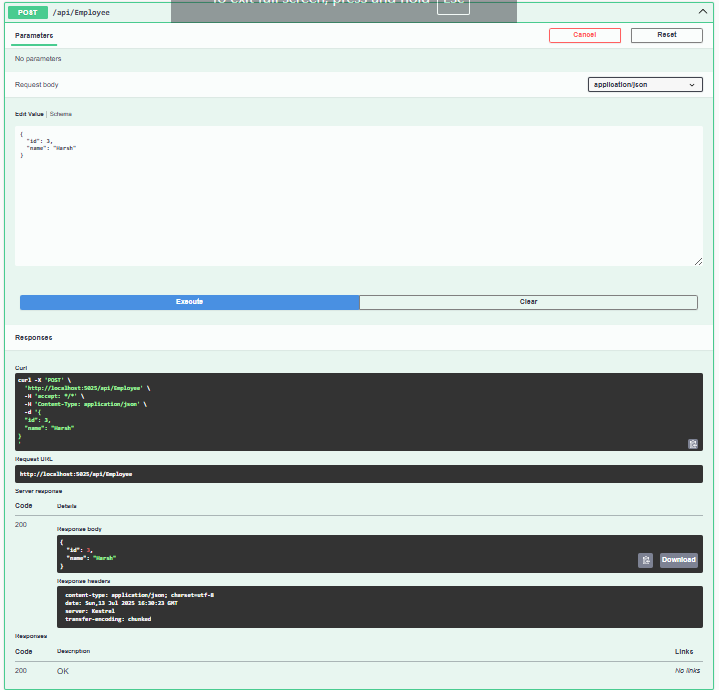 To exit full screen, press and hold Esc
POST /api/Employee
Parameters Cancel Reset
No parameters
Request body application/json
Edit Value | Schema
{
"id": 3,
"name": "Harsh"
}
Execute Clear
Responses
Curl
curl -X 'POST' \
'http://localhost:5025/api/Employee' \
-H 'accept: */*' \
-H 'Content-Type: application/json' \
-d '{
"id": 3,
"name": "Harsh"
}
'
Request URL
http://localhost:5025/api/Employee
Server response
Code Details
200
Response body
{
"id": 3,
"name": "Harsh"
}
Download
Response headers
content-type: application/json; charset=utf-8
date: Sun,13 Jul 2025 16:30:23 GMT
server: Kestrel
transfer-encoding: chunked
Responses
Code Description Links
200 OK No links